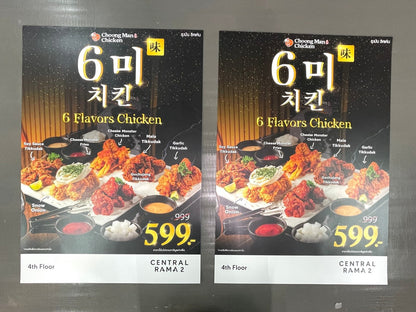 Choong Man
Chicken
味
6미
치킨
6 Flavors Chicken
Soy Sauce
Tikkudak
Cheese Monster
Fries
Cheese Monster
Chicken
Mala
Tikkudak
Garlic
Tikkudak
Snow
Onion
999
599.-
4th Floor
CENTRAL
RAMA 2
Choong Man
Chicken
味
6미
치킨
6 Flavors Chicken
Soy Sauce
Tikkudak
Cheese Monster
Fries
Cheese Monster
Chicken
Mala
Tikkudak
Garlic
Tikkudak
Snow
Onion
999
599.-
4th Floor
CENTRAL
RAMA 2